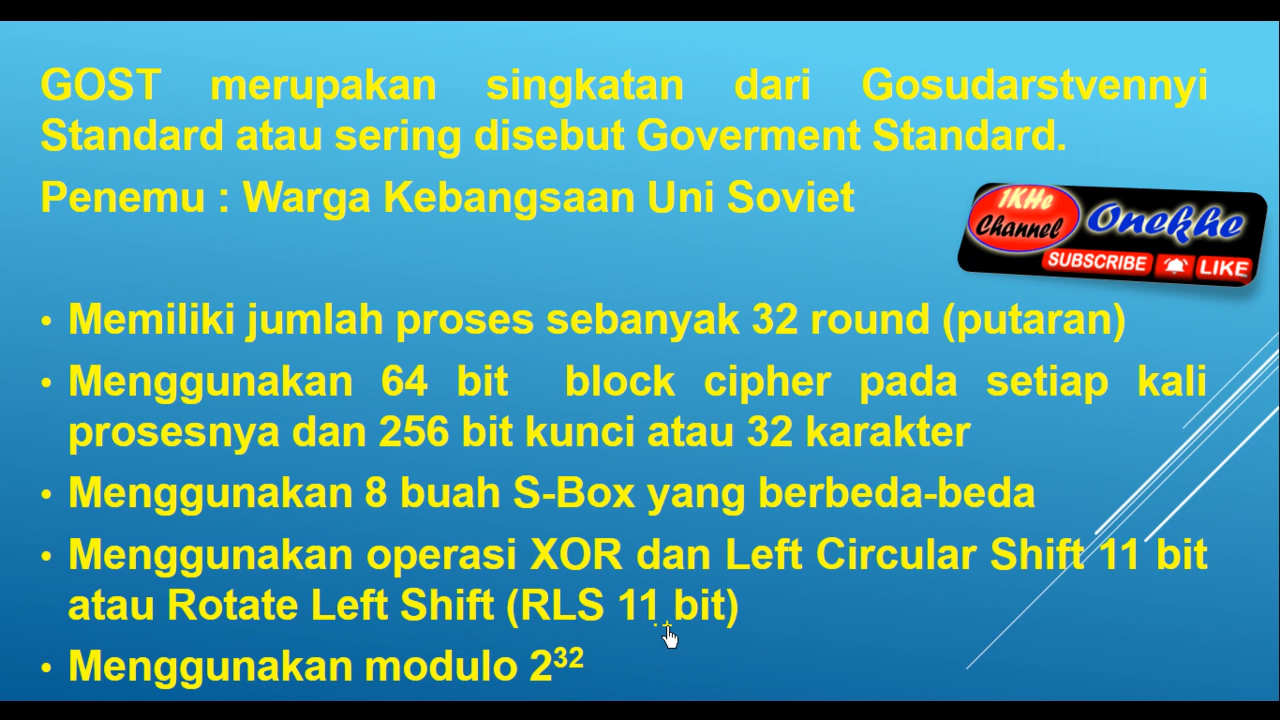 GOST merupakan singkatan dari Gosudarstvennyi
Standard atau sering disebut Goverment Standard.
Penemu : Warga Kebangsaan Uni Soviet
1KHe
Channel
Onekhe
SUBSCRIBE
LIKE
• Memiliki jumlah proses sebanyak 32 round (putaran)
• Menggunakan 64 bit block cipher pada setiap kali
prosesnya dan 256 bit kunci atau 32 karakter
• Menggunakan 8 buah S-Box yang berbeda-beda
• Menggunakan operasi XOR dan Left Circular Shift 11 bit
atau Rotate Left Shift (RLS 11 bit)
• Menggunakan modulo 2³²